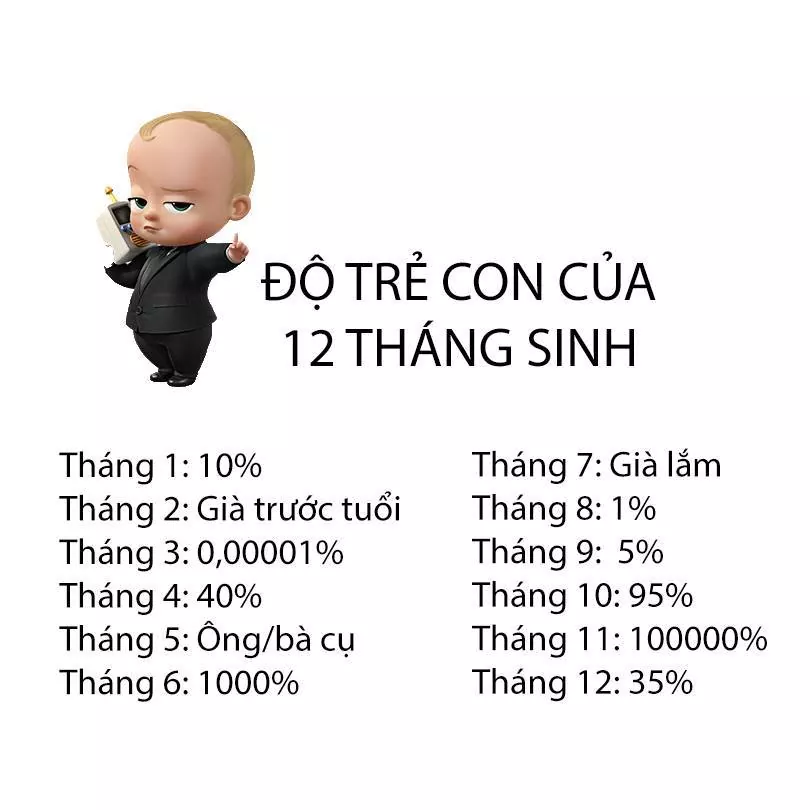 ĐỘ TRẺ CON CỦA
12 THÁNG SINH
Tháng 1: 10%
Tháng 2: Già trước tuổi
Tháng 3: 0,00001%
Tháng 4: 40%
Tháng 5: Ông/bà cụ
Tháng 6: 1000%
Tháng 7: Già lắm
Tháng 8: 1%
Tháng 9: 5%
Tháng 10: 95%
Tháng 11: 100000%
Tháng 12: 35%